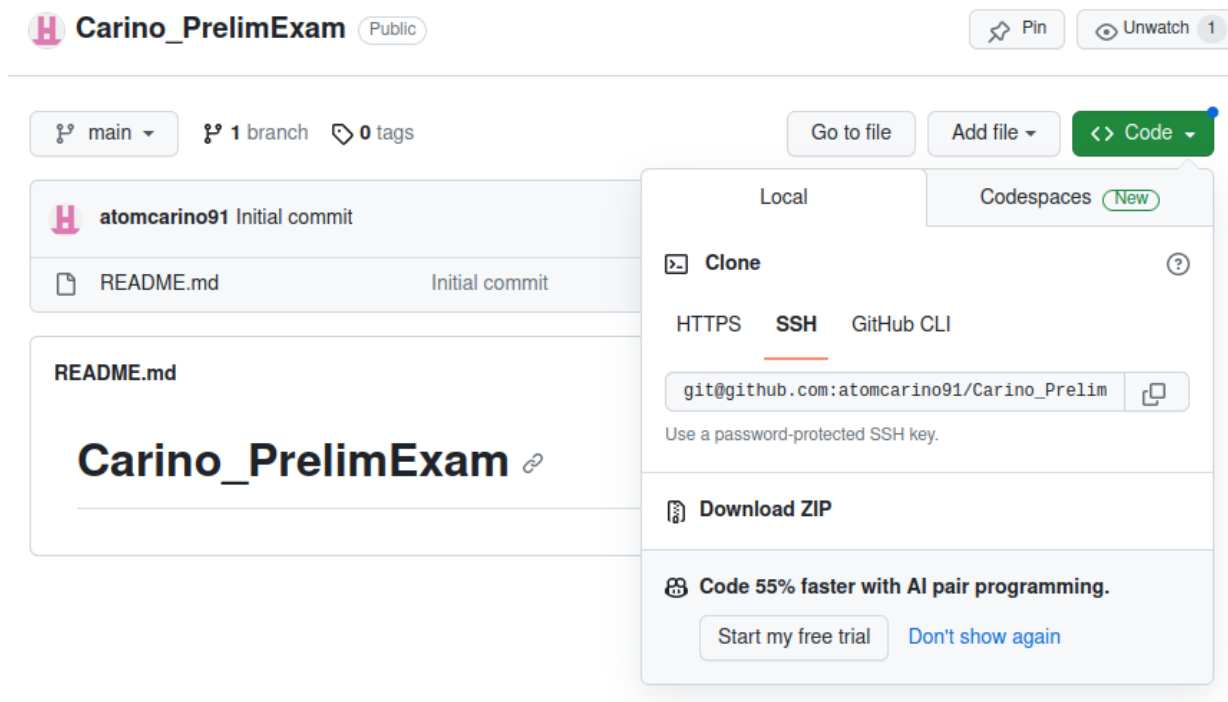 Carino_PrelimExam Public Pin Unwatch 1
main 1 branch 0 tags Go to file Add file <> Code
Local Codespaces New
atomcarino91 Initial commit
README.md Initial commit
Clone
HTTPS SSH GitHub CLI
git@github.com:atomcarino91/Carino_Prelim
Use a password-protected SSH key.
README.md
Carino_PrelimExam
Download ZIP
Code 55% faster with AI pair programming.
Start my free trial Don't show again